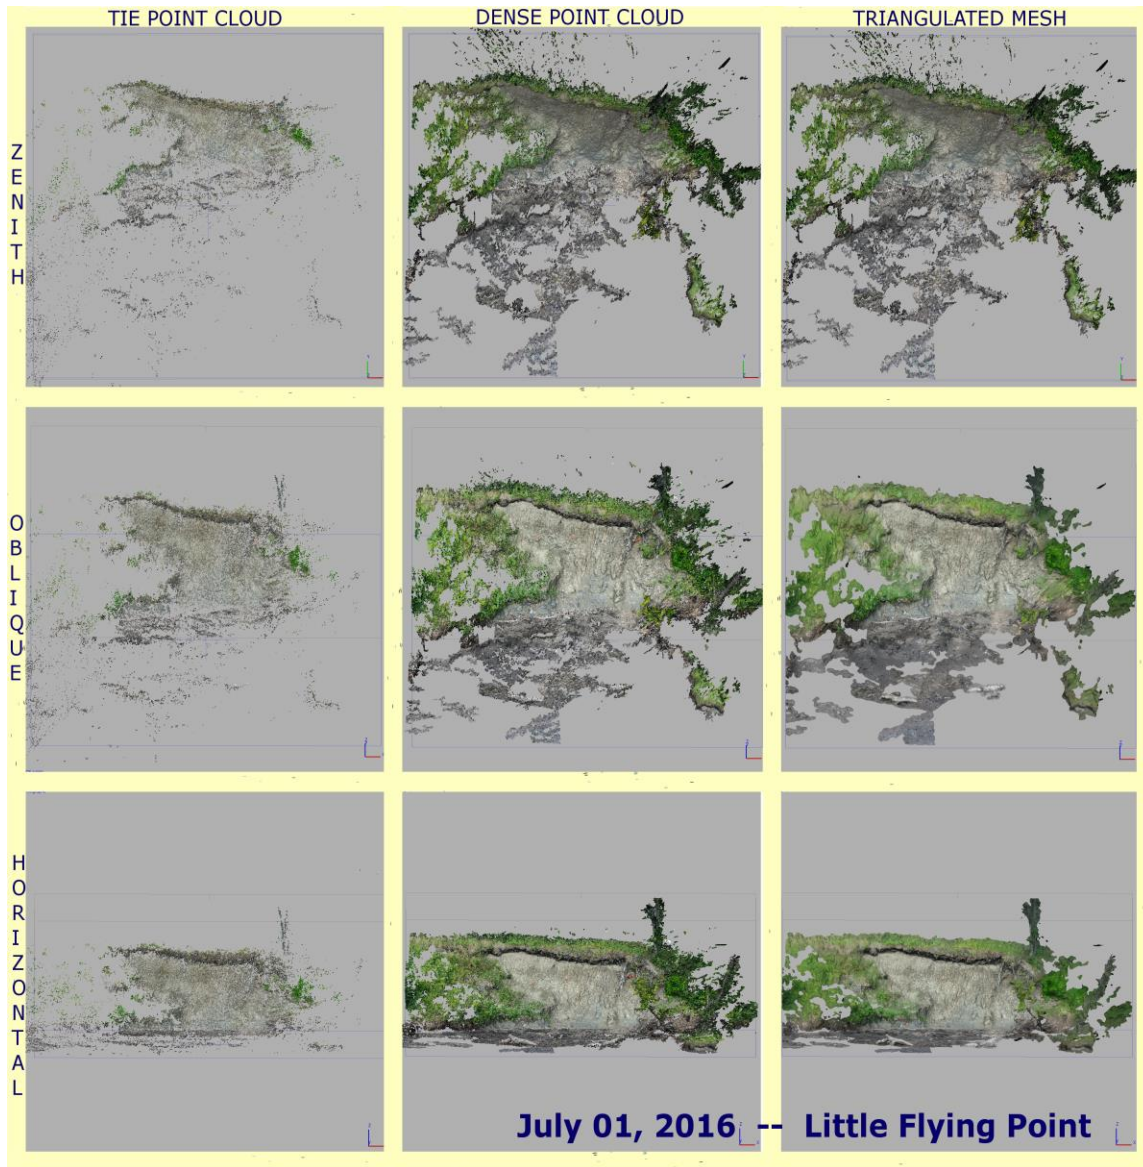 TIE POINT CLOUD
DENSE POINT CLOUD
TRIANGULATED MESH
ZENITH
OBLIQUE
HORIZONTAL
July 01, 2016 -- Little Flying Point